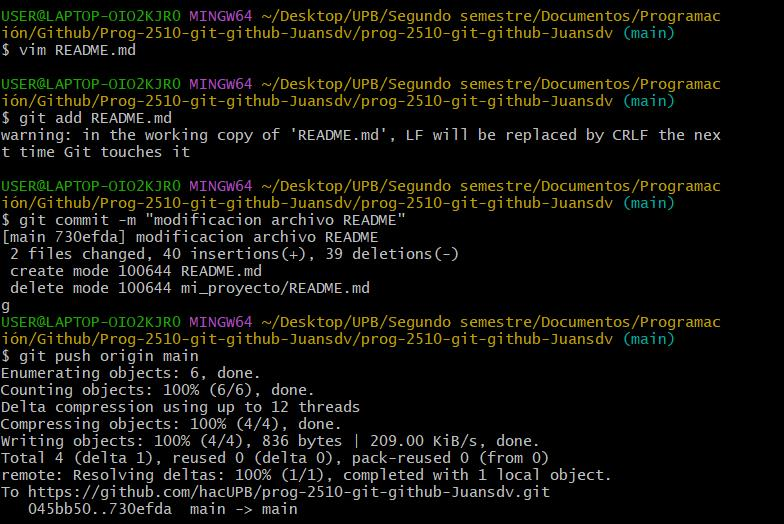 USER@LAPTOP-OIO2KJR0 MINGW64 ~/Desktop/UPB/Segundo semestre/Documentos/Programac
ión/Github/Prog-2510-git-github-Juansdv/prog-2510-git-github-Juansdv (main)
$ vim README.md
USER@LAPTOP-OIO2KJR0 MINGW64 ~/Desktop/UPB/Segundo semestre/Documentos/Programac
ión/Github/Prog-2510-git-github-Juansdv/prog-2510-git-github-Juansdv (main)
$ git add README.md
warning: in the working copy of 'README.md', LF will be replaced by CRLF the nex
t time Git touches it
USER@LAPTOP-OIO2KJR0 MINGW64 ~/Desktop/UPB/Segundo semestre/Documentos/Programac
ión/Github/Prog-2510-git-github-Juansdv/prog-2510-git-github-Juansdv (main)
$ git commit -m "modificacion archivo README"
[main 730efda] modificacion archivo README
 2 files changed, 40 insertions(+), 39 deletions(-)
 create mode 100644 README.md
 delete mode 100644 mi_proyecto/README.md
g
USER@LAPTOP-OIO2KJR0 MINGW64 ~/Desktop/UPB/Segundo semestre/Documentos/Programac
ión/Github/Prog-2510-git-github-Juansdv/prog-2510-git-github-Juansdv (main)
$ git push origin main
Enumerating objects: 6, done.
Counting objects: 100% (6/6), done.
Delta compression using up to 12 threads
Compressing objects: 100% (4/4), done.
Writing objects: 100% (4/4), 836 bytes | 209.00 KiB/s, done.
Total 4 (delta 1), reused 0 (delta 0), pack-reused 0 (from 0)
remote: Resolving deltas: 100% (1/1), completed with 1 local object.
To https://github.com/hacUPB/prog-2510-git-github-Juansdv.git
   045bb50..730efda  main -> main